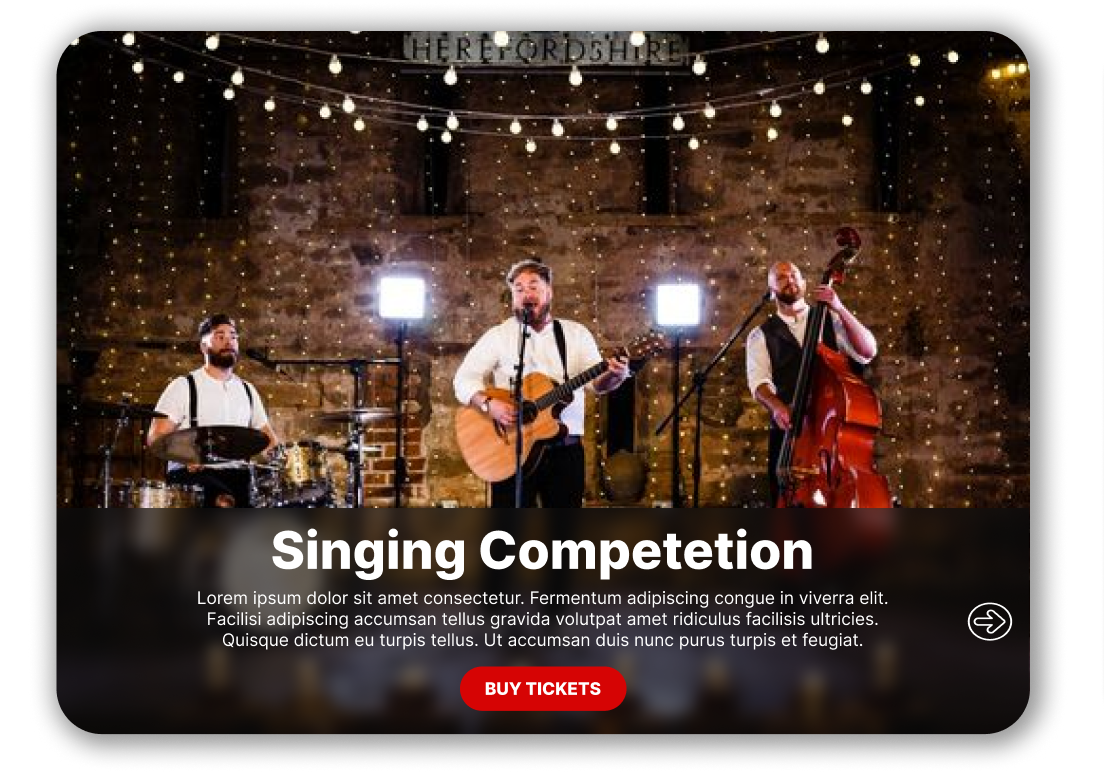 HEREFORDSHIRE
Singing Competetion
Lorem ipsum dolor sit amet consectetur. Fermentum adipiscing congue in viverra elit.
Facilisi adipiscing accumsan tellus gravida volutpat amet ridiculus facilisis ultricies.
Quisque dictum eu turpis tellus. Ut accumsan duis nunc purus turpis et feugiat.
BUY TICKETS